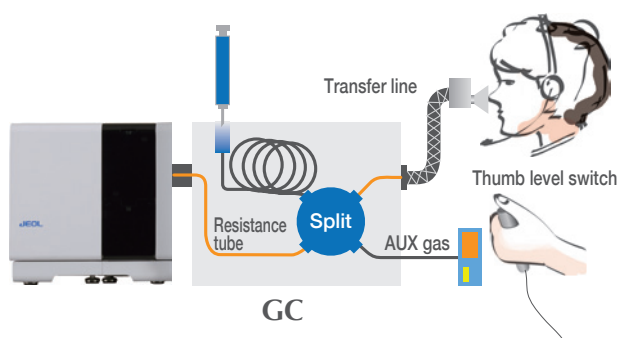 Transfer line
Thumb level switch
JEOL
Resistance
tube
Split
AUX gas
GC